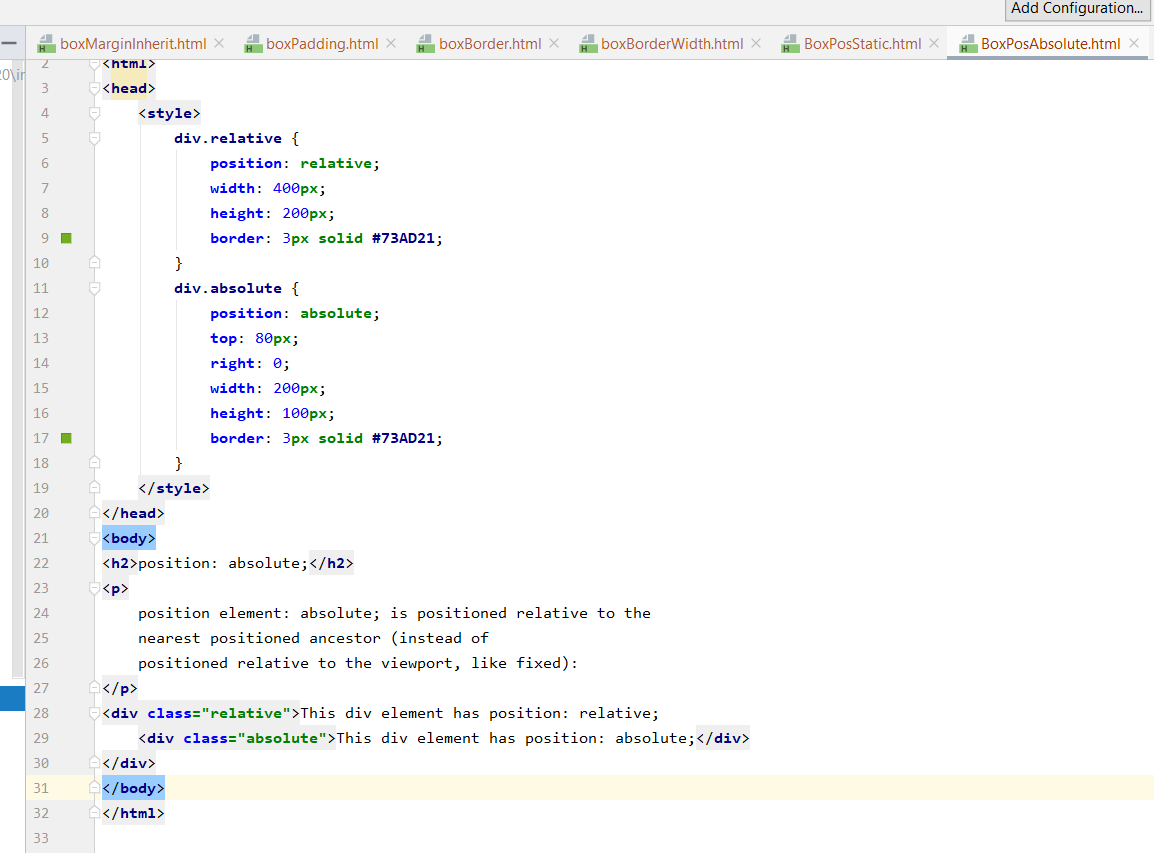 Add Configuration...
boxMarginInherit.html boxPadding.html boxBorder.html boxBorderWidth.html BoxPosStatic.html BoxPosAbsolute.html
2 <html>
3 <head>
4 <style>
5 div.relative {
6 position: relative;
7 width: 400px;
8 height: 200px;
9 border: 3px solid #73AD21;
10 }
11 div.absolute {
12 position: absolute;
13 top: 80px;
14 right: 0;
15 width: 200px;
16 height: 100px;
17 border: 3px solid #73AD21;
18 }
19 </style>
20 </head>
21 <body>
22 <h2>position: absolute;</h2>
23 <p>
24 position element: absolute; is positioned relative to the
25 nearest positioned ancestor (instead of
26 positioned relative to the viewport, like fixed):
27 </p>
28 <div class="relative">This div element has position: relative;
29 <div class="absolute">This div element has position: absolute;</div>
30 </div>
31 </body>
32 </html>
33